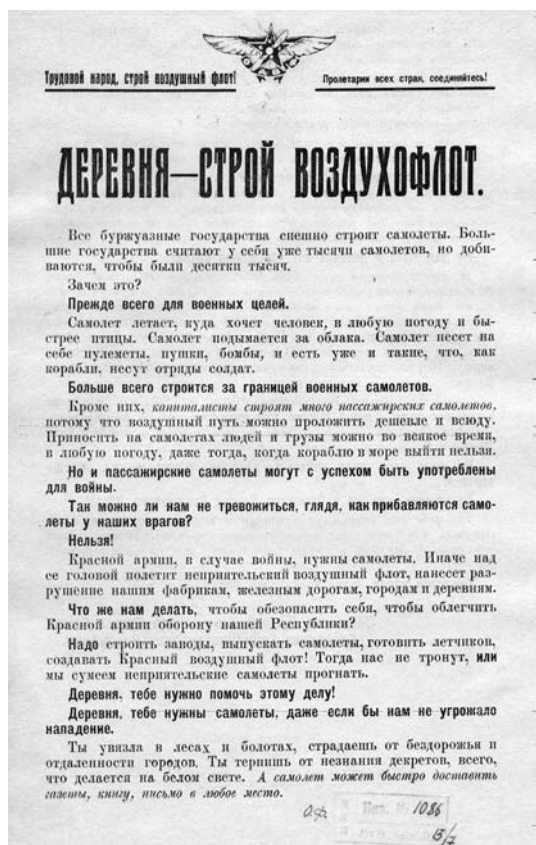 Трудовой народ, строй воздушный флот!
Пролетарии всех стран, соединяйтесь!
ДЕРЕВНЯ—СТРОЙ ВОЗДУХОФЛОТ.
Все буржуазные государства спешно строят самолеты. Боль-
шие государства считают у себя уже тысячи самолетов, но доби-
ваются, чтобы были десятки тысяч.
Зачем это?
Прежде всего для военных целей.
Самолет летает, куда хочет человек, в любую погоду и бы-
стрее птицы. Самолет подымается за облака. Самолет несет на
себе пулеметы, пушки, бомбы, и есть уже и такие, что, как
корабли, несут отряды солдат.
Больше всего строится за границей военных самолетов.
Кроме них, капиталисты строят много пассажирских самолетов,
потому что воздушный путь можно проложить дешевле и всюду.
Приносить на самолетах людей и грузы можно во всякое время,
в любую погоду, даже тогда, когда кораблю в море выйти нельзя.
Но и пассажирские самолеты могут с успехом быть употреблены
для войны.
Так можно ли нам не тревожиться, глядя, как прибавляются само-
леты у наших врагов?
Нельзя!
Красной армии, в случае войны, нужны самолеты. Иначе над
ее головой полетит неприятельский воздушный флот, нанесет раз-
рушение нашим фабрикам, железным дорогам, городам и деревням.
Что же нам делать, чтобы обезопасить себя, чтобы облегчить
Красной армии оборону нашей Республики?
Надо строить заводы, выпускать самолеты, готовить летчиков,
создавать Красный воздушный флот! Тогда нас не тронут, или
мы сумеем неприятельские самолеты прогнать.
Деревня, тебе нужно помочь этому делу!
Деревня, тебе нужны самолеты, даже если бы нам не угрожало
нападение.
Ты увязла в лесах и болотах, страдаешь от бездорожья и
отдаленности городов. Ты терпишь от незнания декретов, всего,
что делается на белом свете. А самолет может быстро доставить
газеты, книгу, письмо в любое место.
Инв. № 1086
13/7